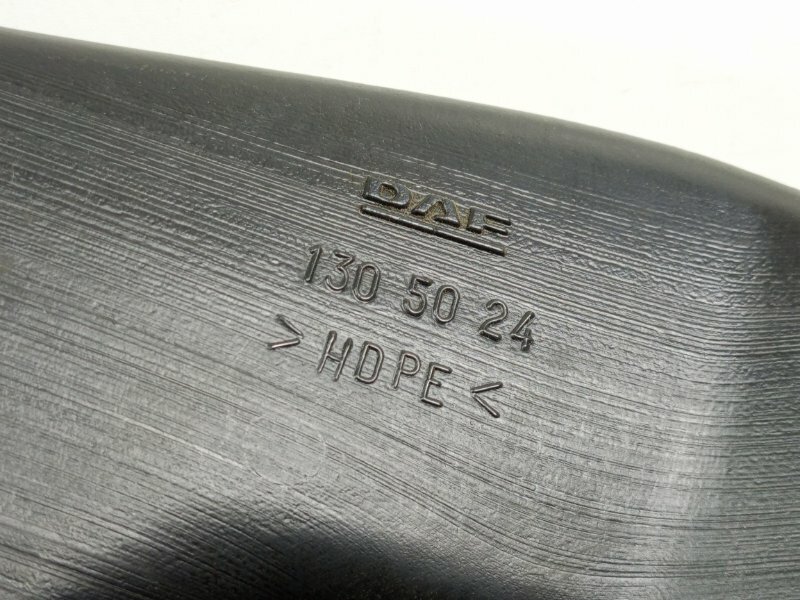 DAF
130 50 24
> HDPE <